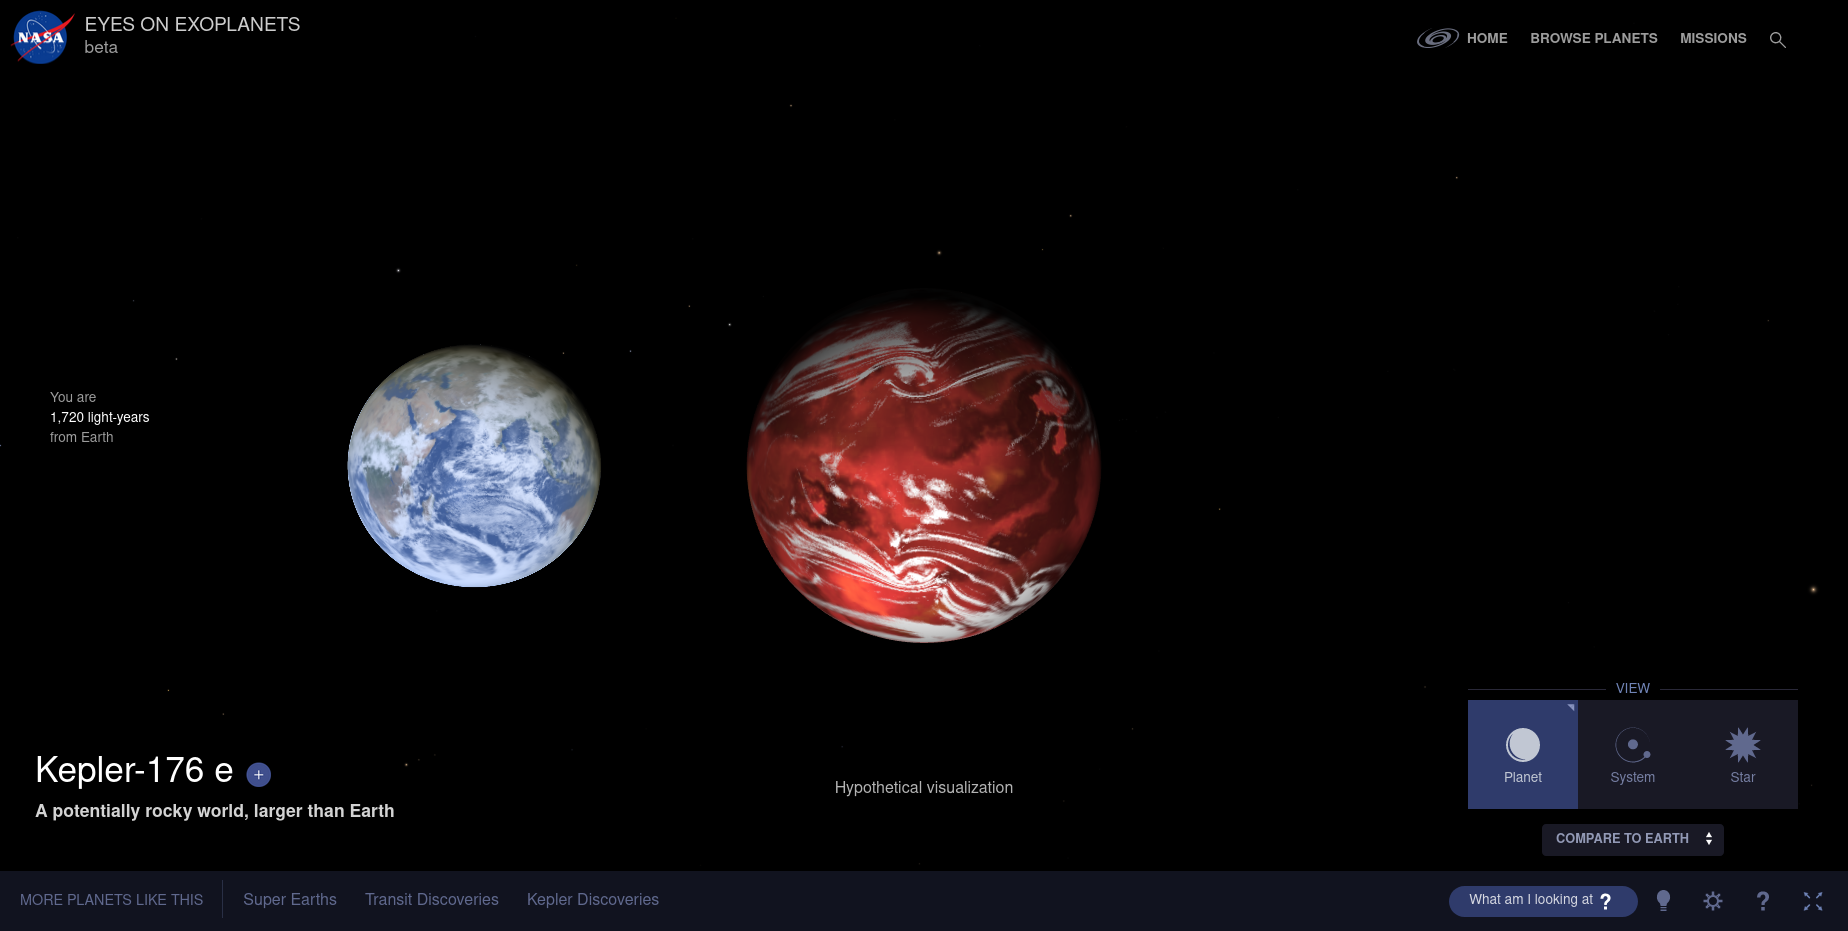 NASA
EYES ON EXOPLANETS
beta
HOME
BROWSE PLANETS
MISSIONS
You are
1,720 light-years
from Earth
Kepler-176 e +
A potentially rocky world, larger than Earth
Hypothetical visualization
VIEW
Planet
System
Star
COMPARE TO EARTH
MORE PLANETS LIKE THIS
Super Earths
Transit Discoveries
Kepler Discoveries
What am I looking at ?
?